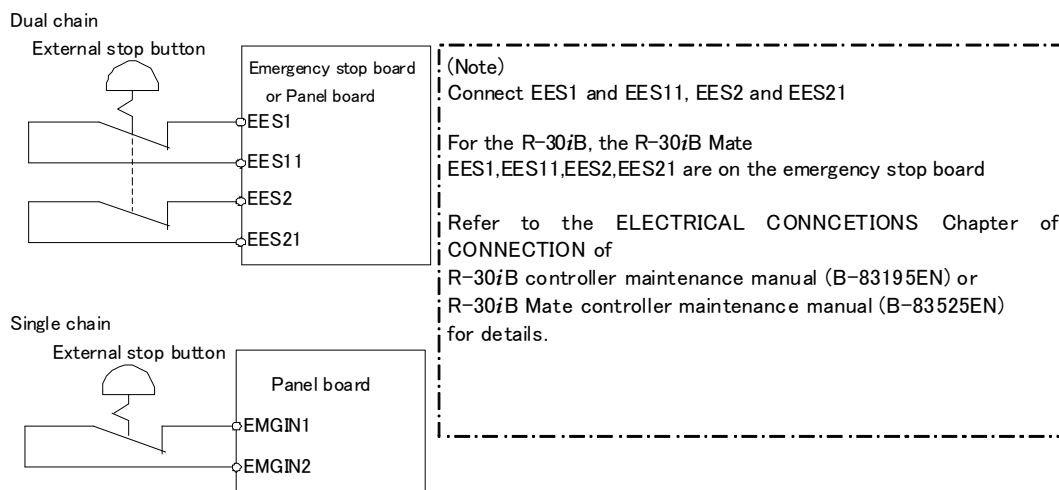 Dual chain
External stop button
Emergency stop board
or Panel board
EES1
EES11
EES2
EES21
Single chain
External stop button
Panel board
EMGIN1
EMGIN2
(Note)
Connect EES1 and EES11, EES2 and EES21
For the R-30iB, the R-30iB Mate
EES1,EES11,EES2,EES21 are on the emergency stop board
Refer to the ELECTRICAL CONNCETIONS Chapter of
CONNECTION of
R-30iB controller maintenance manual (B-83195EN) or
R-30iB Mate controller maintenance manual (B-83525EN)
for details.